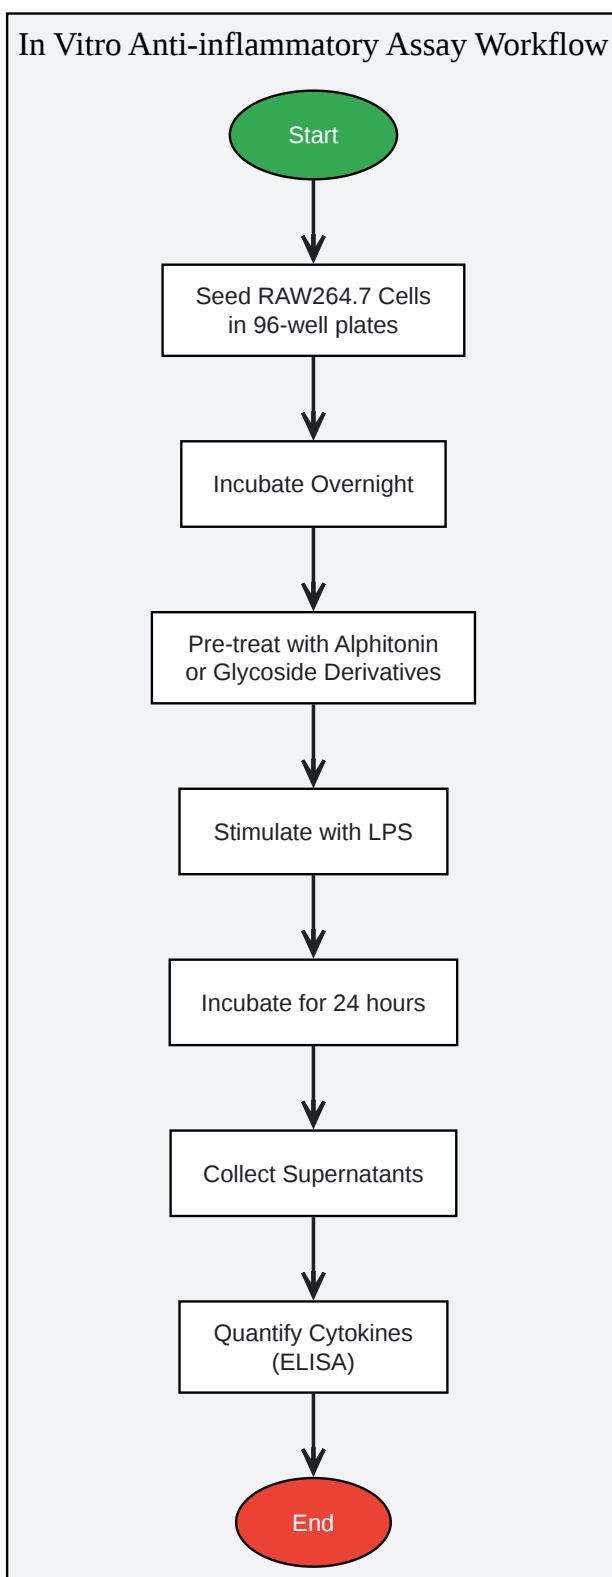 In Vitro Anti-inflammatory Assay Workflow
Start
Seed RAW264.7 Cells
in 96-well plates
Incubate Overnight
Pre-treat with Alphitonin
or Glycoside Derivatives
Stimulate with LPS
Incubate for 24 hours
Collect Supernatants
Quantify Cytokines
(ELISA)
End